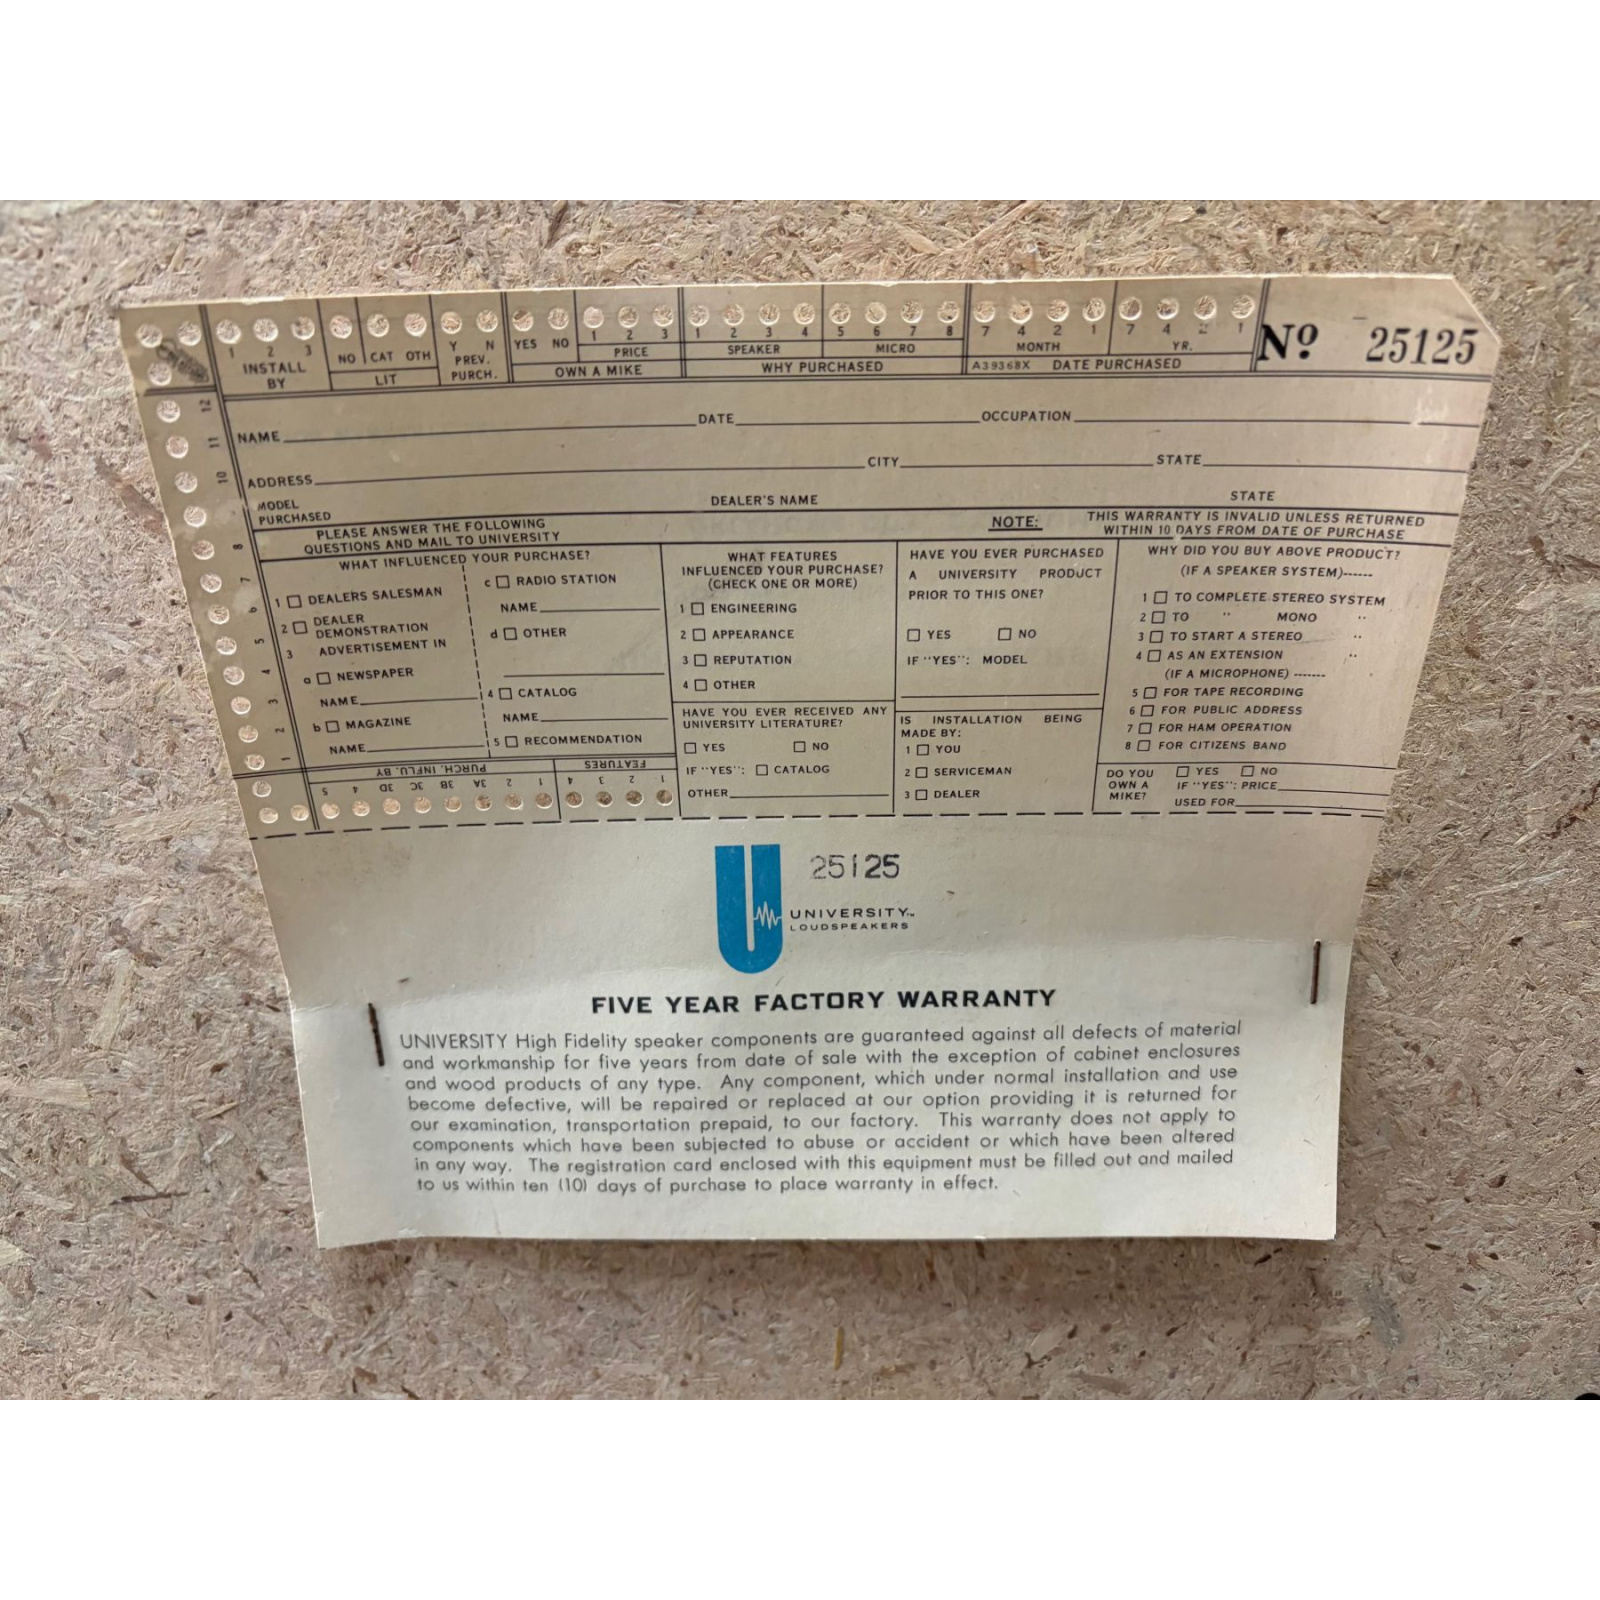 1 2 3 INSTALL BY
NO CAT OTH LIT
Y N PREV. PURCH.
YES NO 1 2 3 PRICE OWN A MIKE
1 2 3 4 SPEAKER 5 6 7 8 MICRO WHY PURCHASED
7 4 2 1 MONTH 7 4 2 1 YR. A39368X DATE PURCHASED
Nº 25125
12
11
10
8
7
6
5
4
3
2
1
NAME DATE OCCUPATION
ADDRESS CITY STATE
MODEL PURCHASED DEALER'S NAME STATE
PLEASE ANSWER THE FOLLOWING
QUESTIONS AND MAIL TO UNIVERSITY
NOTE: THIS WARRANTY IS INVALID UNLESS RETURNED
WITHIN 10 DAYS FROM DATE OF PURCHASE
WHAT INFLUENCED YOUR PURCHASE?
1 DEALERS SALESMAN
2 DEALER
DEMONSTRATION
3 ADVERTISEMENT IN
a NEWSPAPER
NAME
b MAGAZINE
NAME
c RADIO STATION
NAME
d OTHER
4 CATALOG
NAME
5 RECOMMENDATION
WHAT FEATURES
INFLUENCED YOUR PURCHASE?
(CHECK ONE OR MORE)
1 ENGINEERING
2 APPEARANCE
3 REPUTATION
4 OTHER
HAVE YOU EVER RECEIVED ANY
UNIVERSITY LITERATURE?
YES NO
IF "YES": CATALOG
OTHER
HAVE YOU EVER PURCHASED
A UNIVERSITY PRODUCT
PRIOR TO THIS ONE?
YES NO
IF "YES": MODEL
IS INSTALLATION BEING
MADE BY:
1 YOU
2 SERVICEMAN
3 DEALER
WHY DID YOU BUY ABOVE PRODUCT?
(IF A SPEAKER SYSTEM)------
1 TO COMPLETE STEREO SYSTEM
2 TO " MONO "
3 TO START A STEREO "
4 AS AN EXTENSION "
(IF A MICROPHONE) -------
5 FOR TAPE RECORDING
6 FOR PUBLIC ADDRESS
7 FOR HAM OPERATION
8 FOR CITIZENS BAND
DO YOU
OWN A
MIKE?
YES NO
IF "YES": PRICE
USED FOR
PURCH. INFLU. BY
1 2 3A 3B 3C 3D 4 5
FEATURES
1 2 3 4
25125
UNIVERSITY™
LOUDSPEAKERS
FIVE YEAR FACTORY WARRANTY
UNIVERSITY High Fidelity speaker components are guaranteed against all defects of material
and workmanship for five years from date of sale with the exception of cabinet enclosures
and wood products of any type. Any component, which under normal installation and use
become defective, will be repaired or replaced at our option providing it is returned for
our examination, transportation prepaid, to our factory. This warranty does not apply to
components which have been subjected to abuse or accident or which have been altered
in any way. The registration card enclosed with this equipment must be filled out and mailed
to us within ten (10) days of purchase to place warranty in effect.